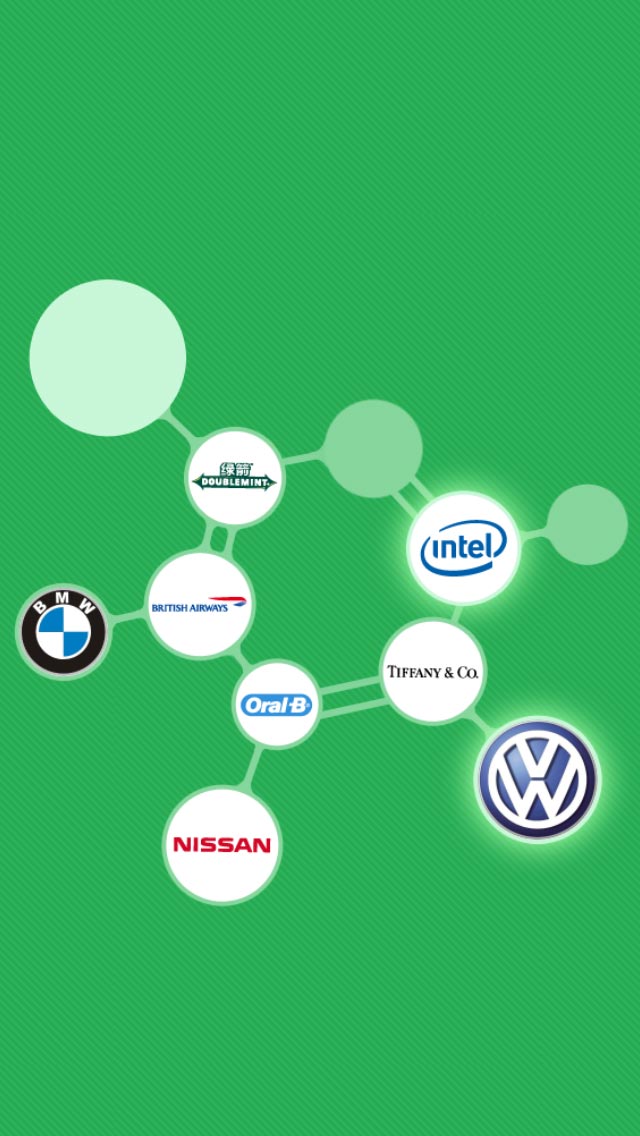 绿箭
DOUBLEMINT
intel
BRITISH AIRWAYS
BMW
TIFFANY & CO.
Oral-B
NISSAN